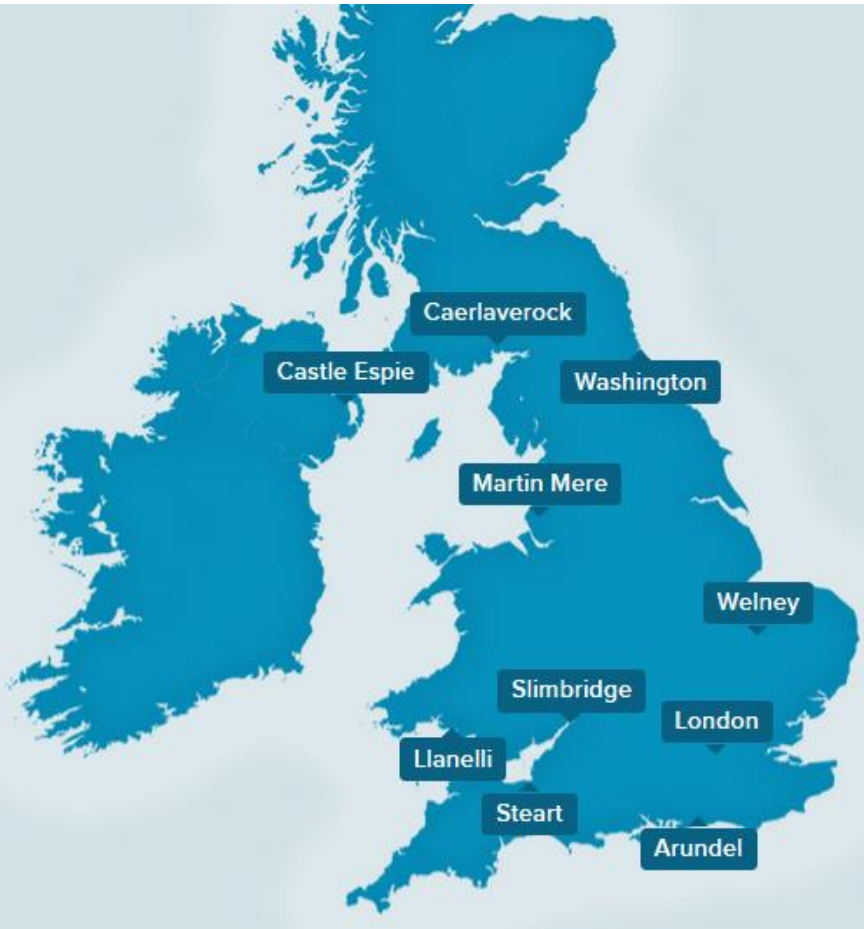 Caerlaverock
Castle Espie
Washington
Martin Mere
Welney
Slimbridge
London
Llanelli
Steart
Arundel